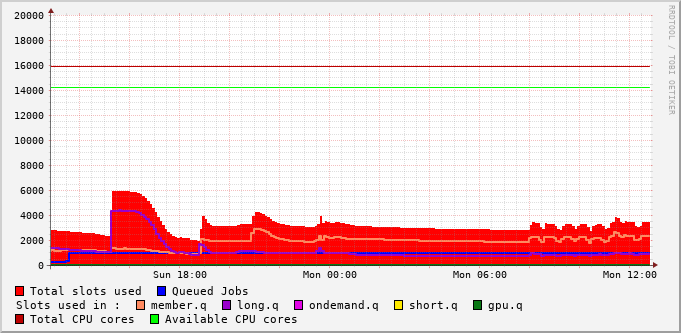 20000
18000
16000
14000
12000
10000
8000
6000
4000
2000
0
Sun 18:00 Mon 00:00 Mon 06:00 Mon 12:00
Total slots used Queued Jobs
Slots used in : member.q long.q ondemand.q short.q gpu.q
Total CPU cores Available CPU cores
RRDTOOL / TOBI OETIKER